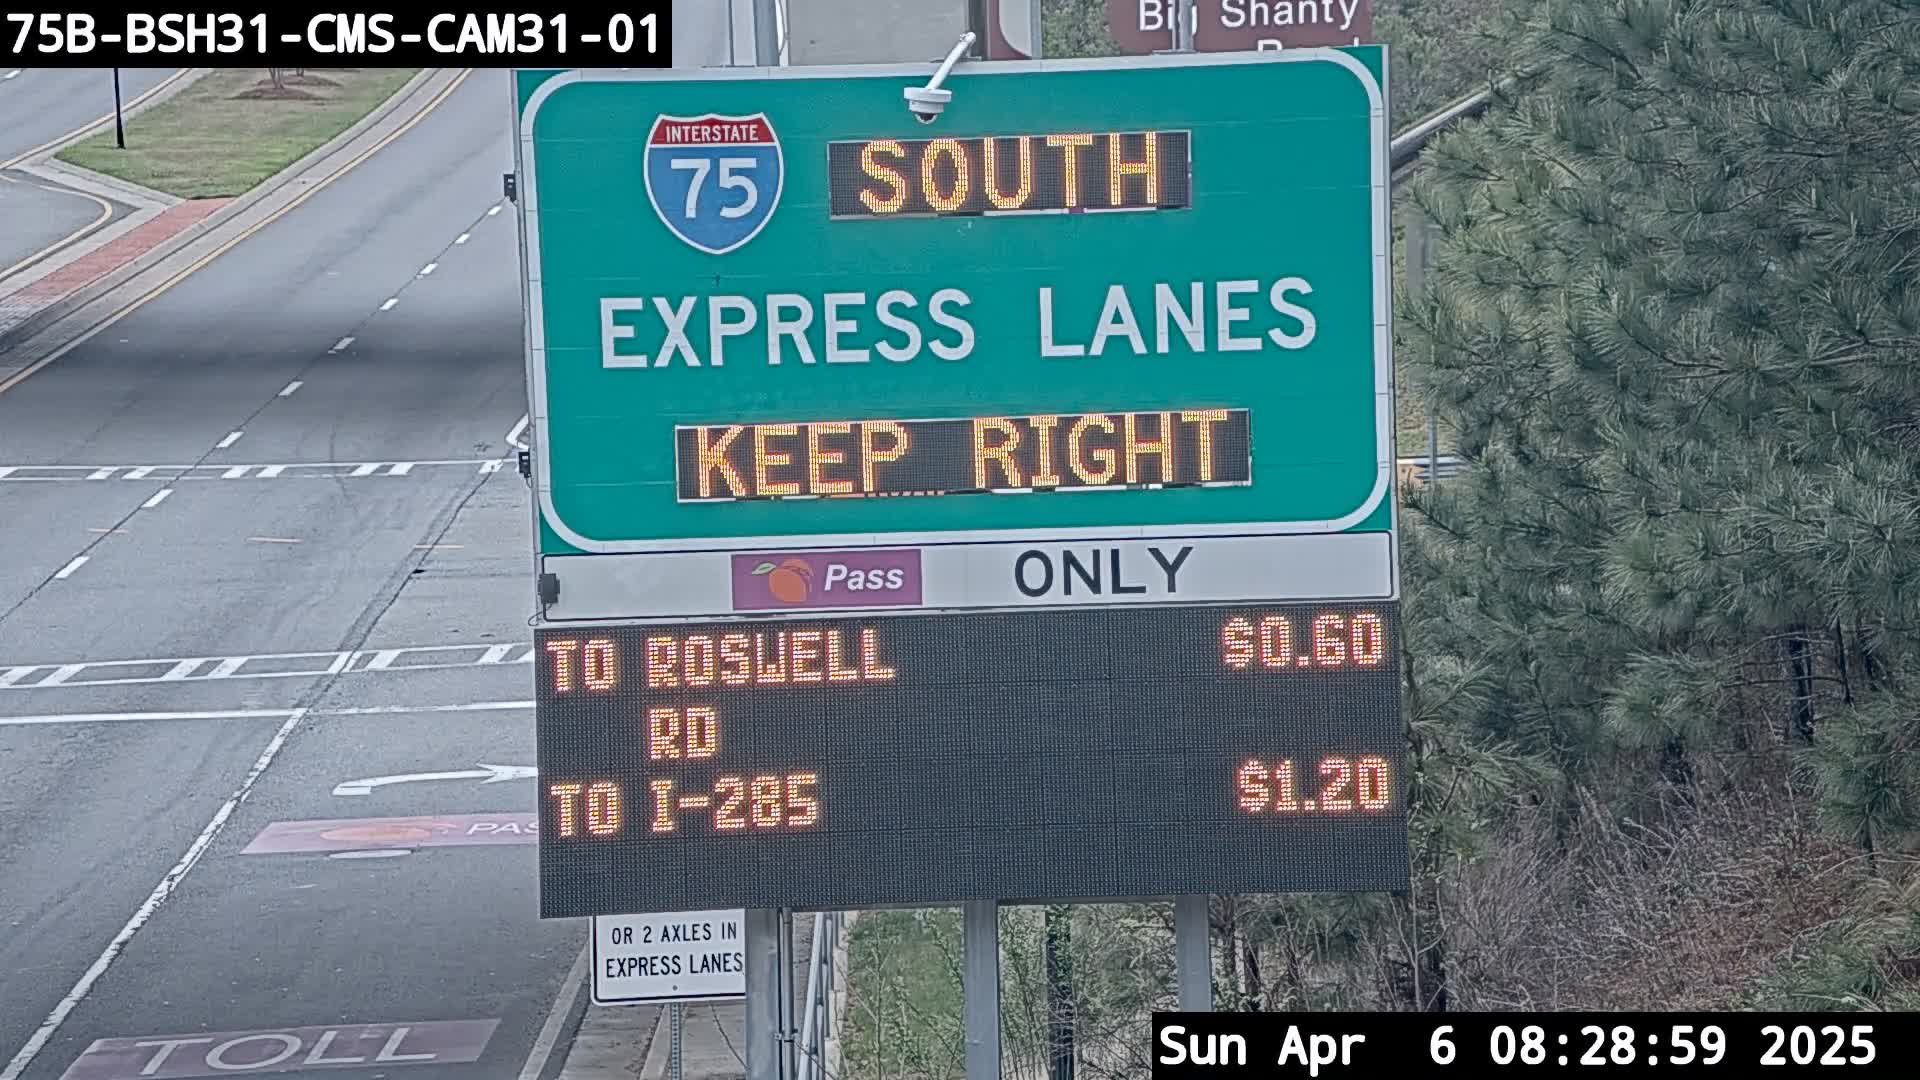 75B-BSH31-CMS-CAM31-01
Big Shanty
Road
INTERSTATE
75
SOUTH
EXPRESS LANES
KEEP RIGHT
Pass ONLY
TO ROSWELL $0.60
RD
TO I-285 $1.20
PAS
OR 2 AXLES IN
EXPRESS LANES
TOLL
Sun Apr 6 08:28:59 2025